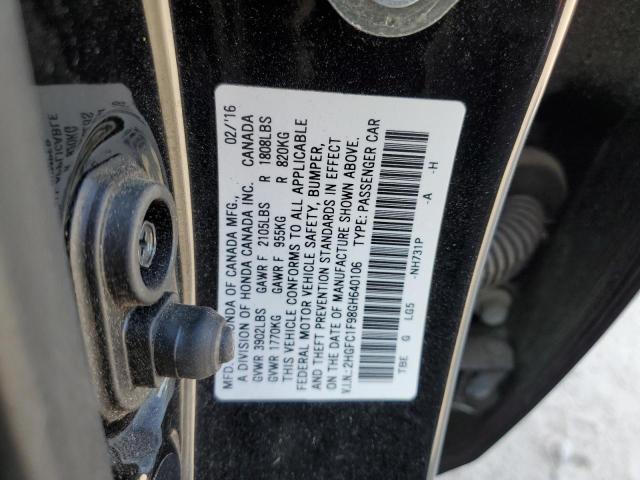 MFD. HONDA OF CANADA MFG., 02/'16
A DIVISION OF HONDA CANADA INC. CANADA
GVWR 3902LBS GAWR F 2105LBS R 1808LBS
GVWR 1770KG GAWR F 955KG R 820KG
THIS VEHICLE CONFORMS TO ALL APPLICABLE
FEDERAL MOTOR VEHICLE SAFETY, BUMPER,
AND THEFT PREVENTION STANDARDS IN EFFECT
ON THE DATE OF MANUFACTURE SHOWN ABOVE.
V.I.N.: 2HGFC1F98GH640106 TYPE: PASSENGER CAR
-NH731P -A -H
TBE G LG5